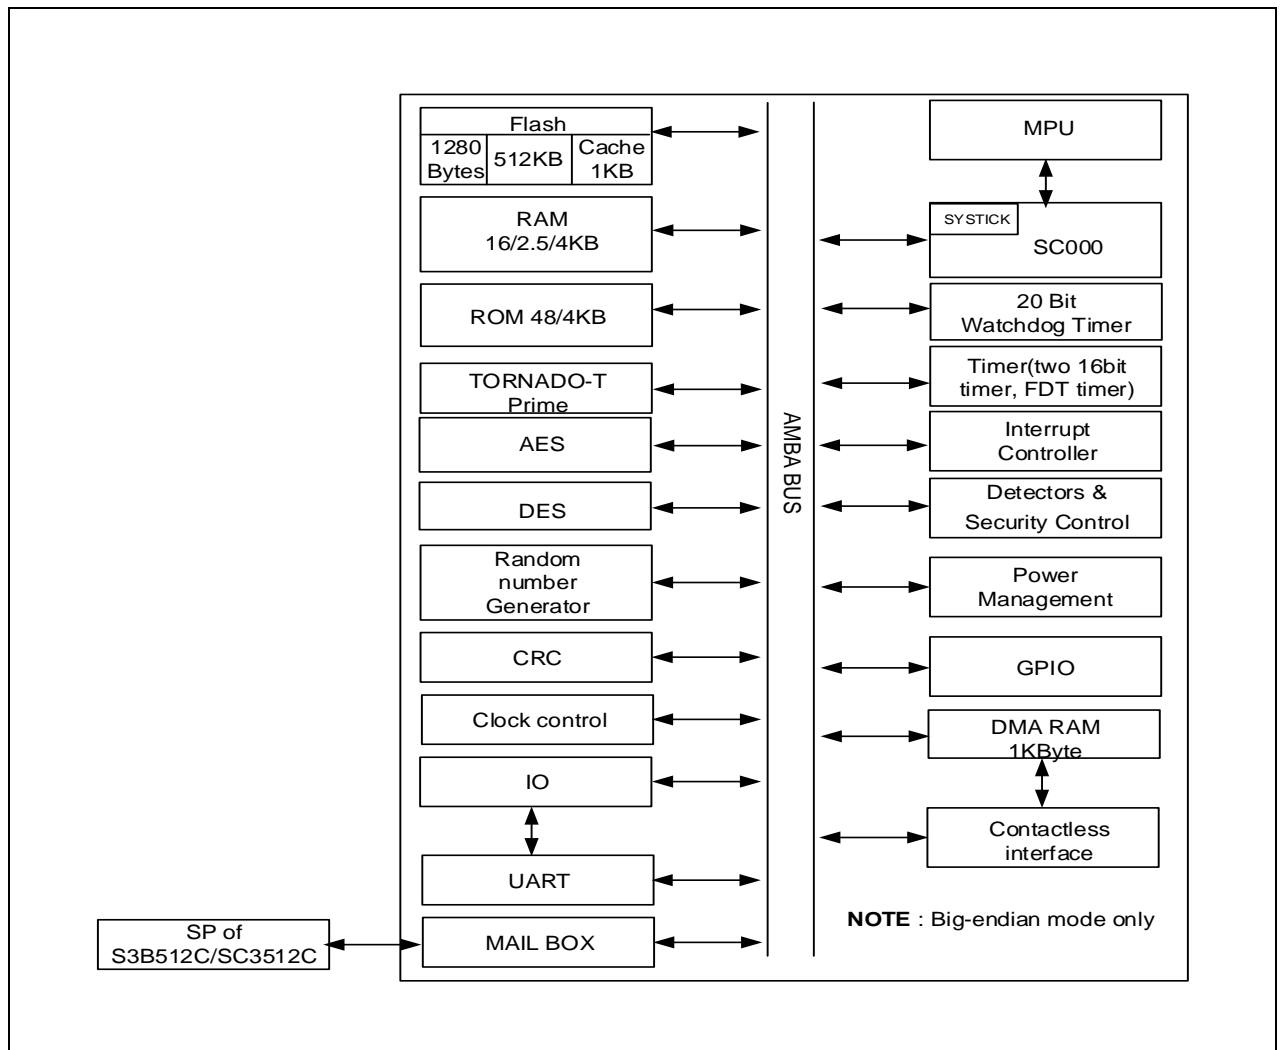 Flash
1280
Bytes
512KB
Cache
1KB
RAM
16/2.5/4KB
ROM 48/4KB
TORNADO-T
Prime
AES
DES
Random
number
Generator
CRC
Clock control
IO
UART
MAIL BOX
SP of
S3B512C/SC3512C
AMBA BUS
MPU
SYSTICK
SC000
20 Bit
Watchdog Timer
Timer(two 16bit
timer, FDT timer)
Interrupt
Controller
Detectors &
Security Control
Power
Management
GPIO
DMA RAM
1KByte
Contactless
interface
NOTE : Big-endian mode only